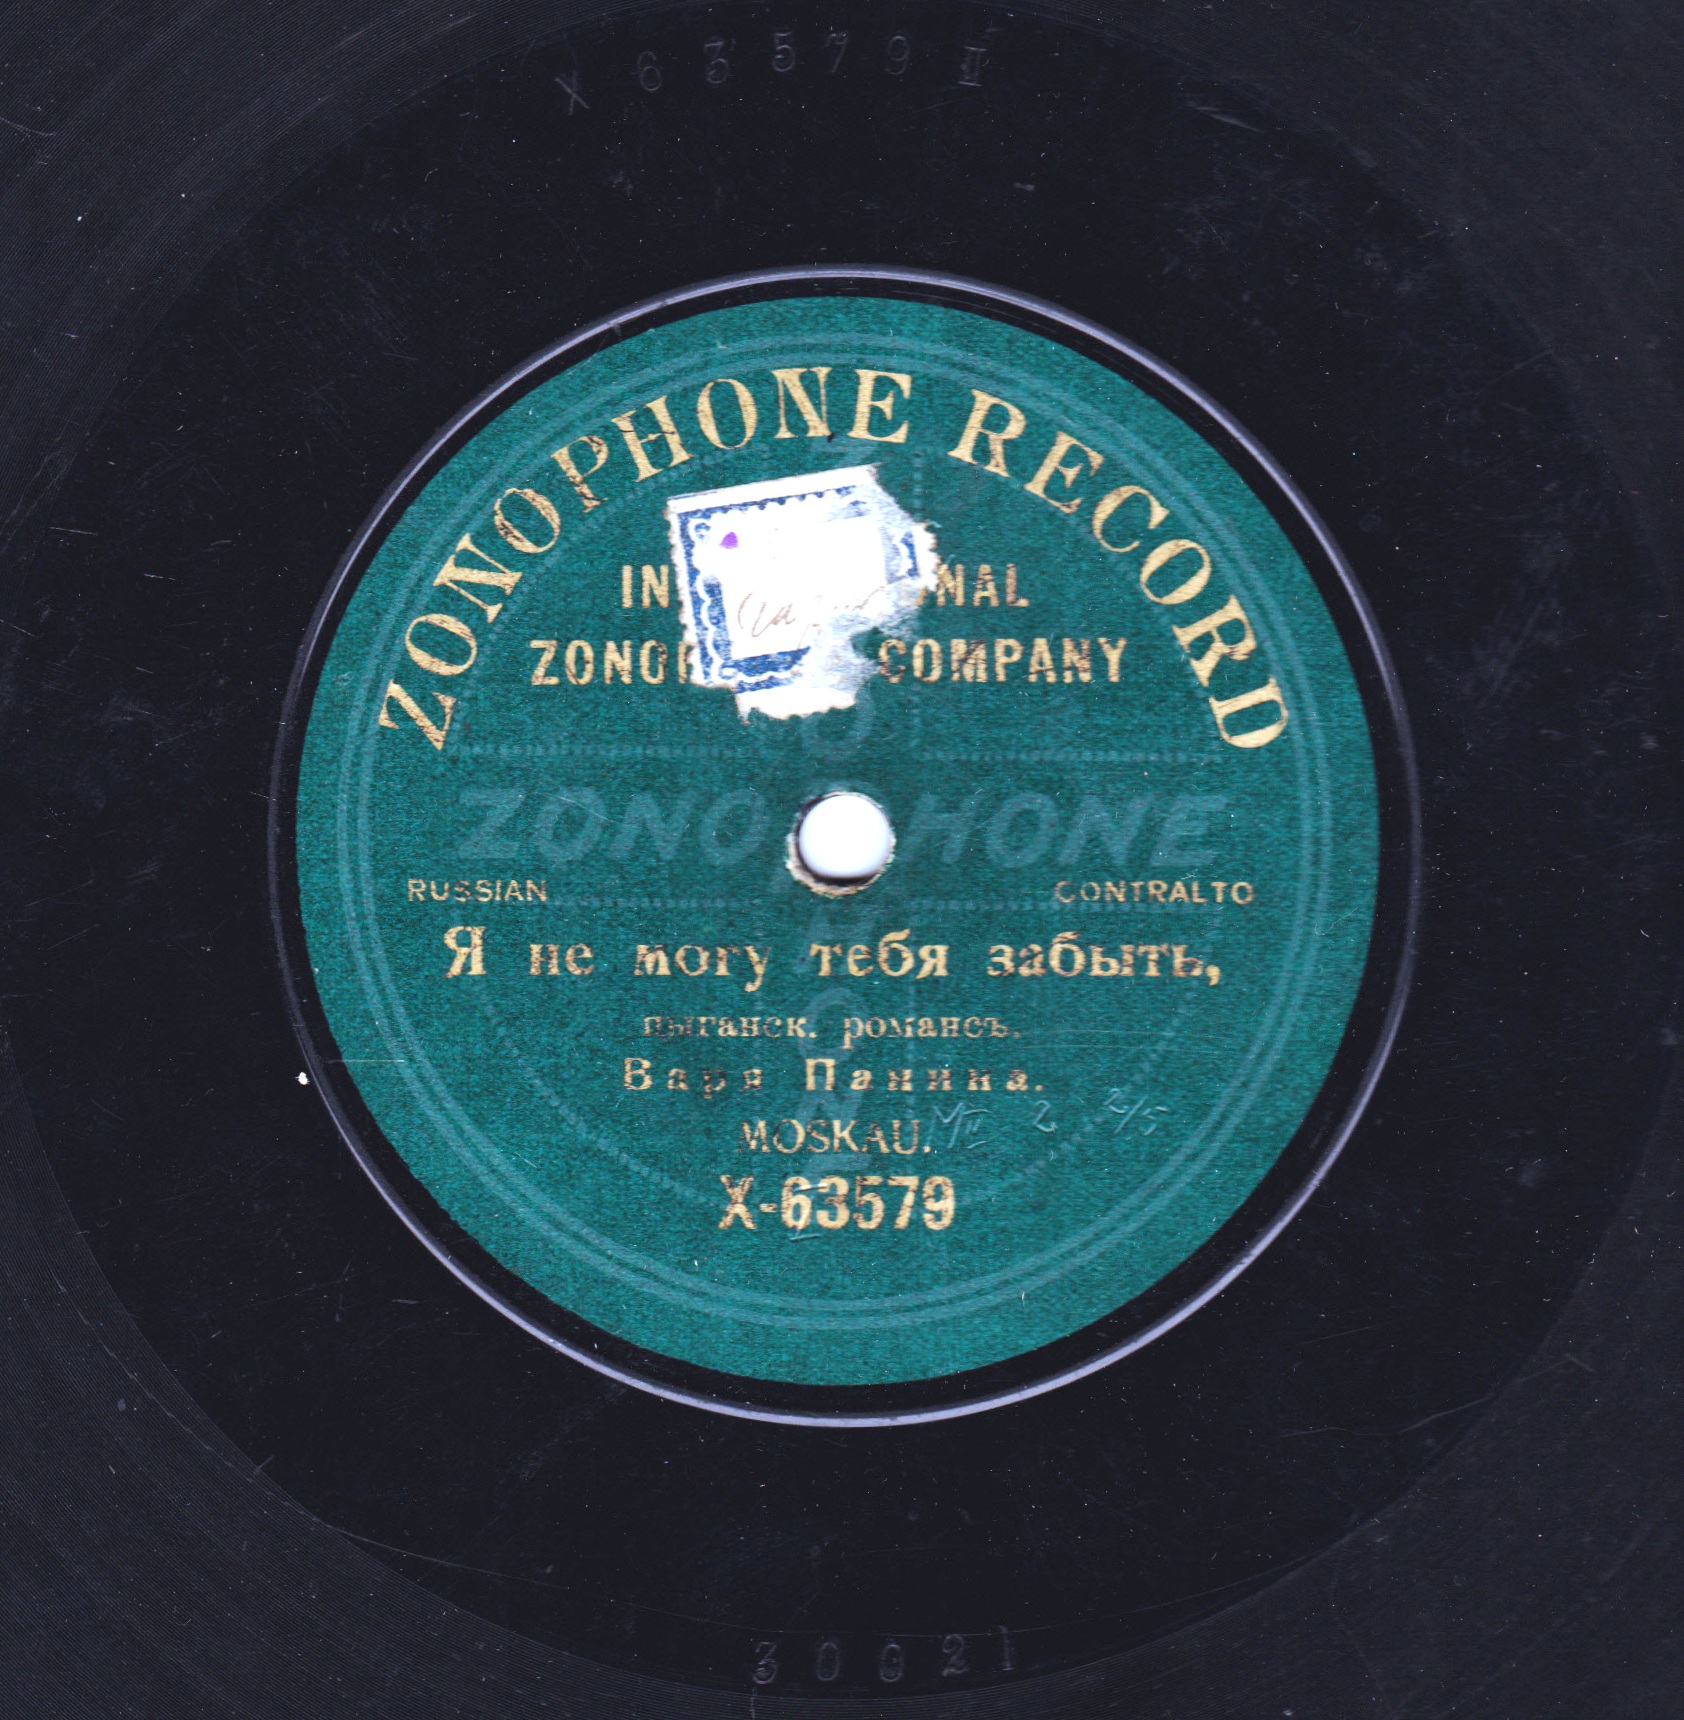 X 63579 II
ZONOPHONE RECORD
COMPANY
ZONOPHONE
RUSSIAN CONTRALTO
Я не могу тебя забыть,
цыганск. романсъ.
Варя Панина.
MOSKAU.
X-63579
30021